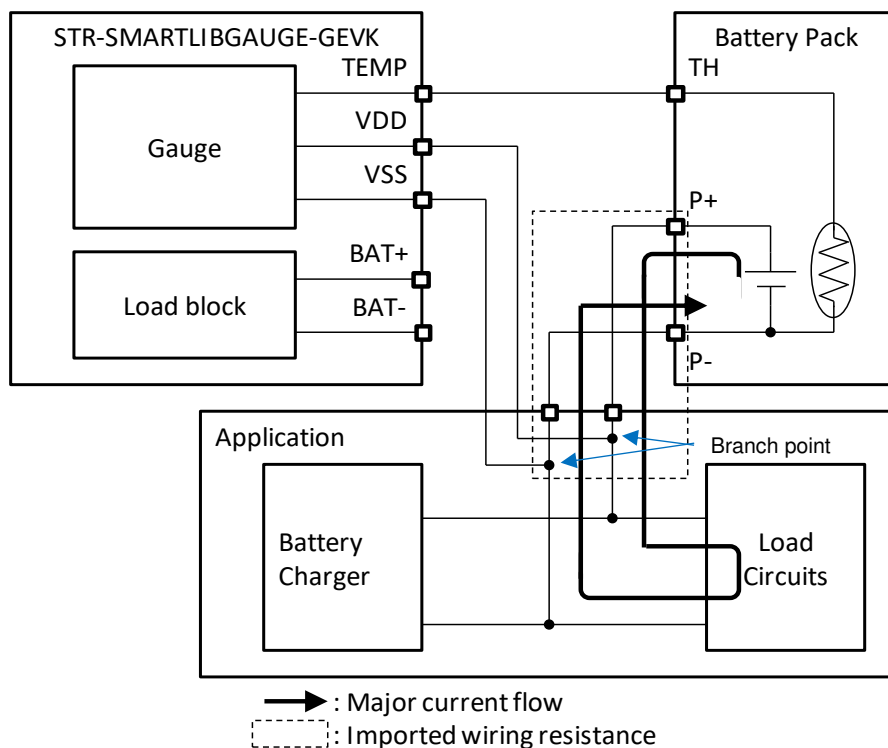 STR-SMARTLIBGAUGE-GEVK
Battery Pack
TEMP
TH
VDD
Gauge
VSS
P+
BAT+
Load block
BAT-
P-
Application
Branch point
Battery
Charger
Load
Circuits
: Major current flow
: Imported wiring resistance